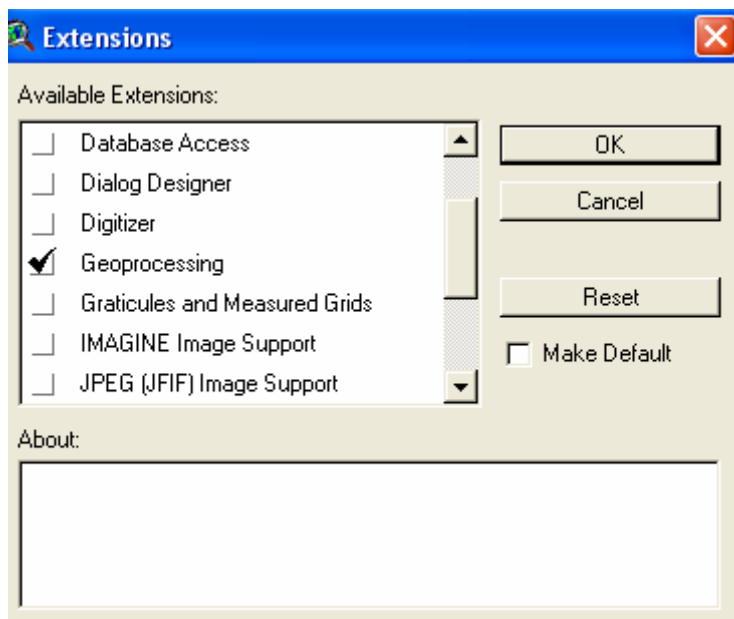 Extensions
Available Extensions:
Database Access
Dialog Designer
Digitizer
Geoprocessing
Graticules and Measured Grids
IMAGINE Image Support
JPEG (JFIF) Image Support
OK
Cancel
Reset
Make Default
About: